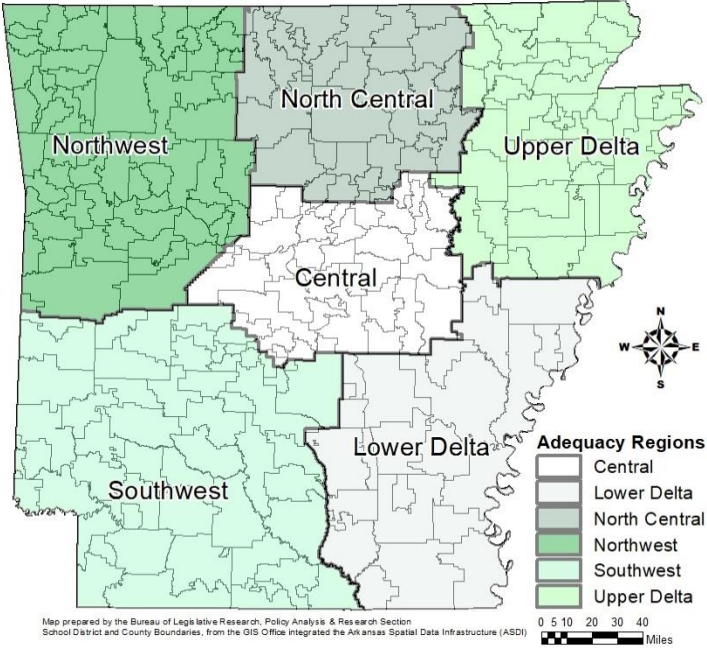 North Central
Northwest
Upper Delta
Central
N
W E
S
Lower Delta
Southwest
Adequacy Regions
Central
Lower Delta
North Central
Northwest
Southwest
Upper Delta
Map prepared by the Bureau of Legislative Research, Policy Analysis & Research Section
School District and County Boundaries, from the GIS Office integrated the Arkansas Spatial Data Infrastructure (ASDI)
0 5 10 20 30 40
Miles